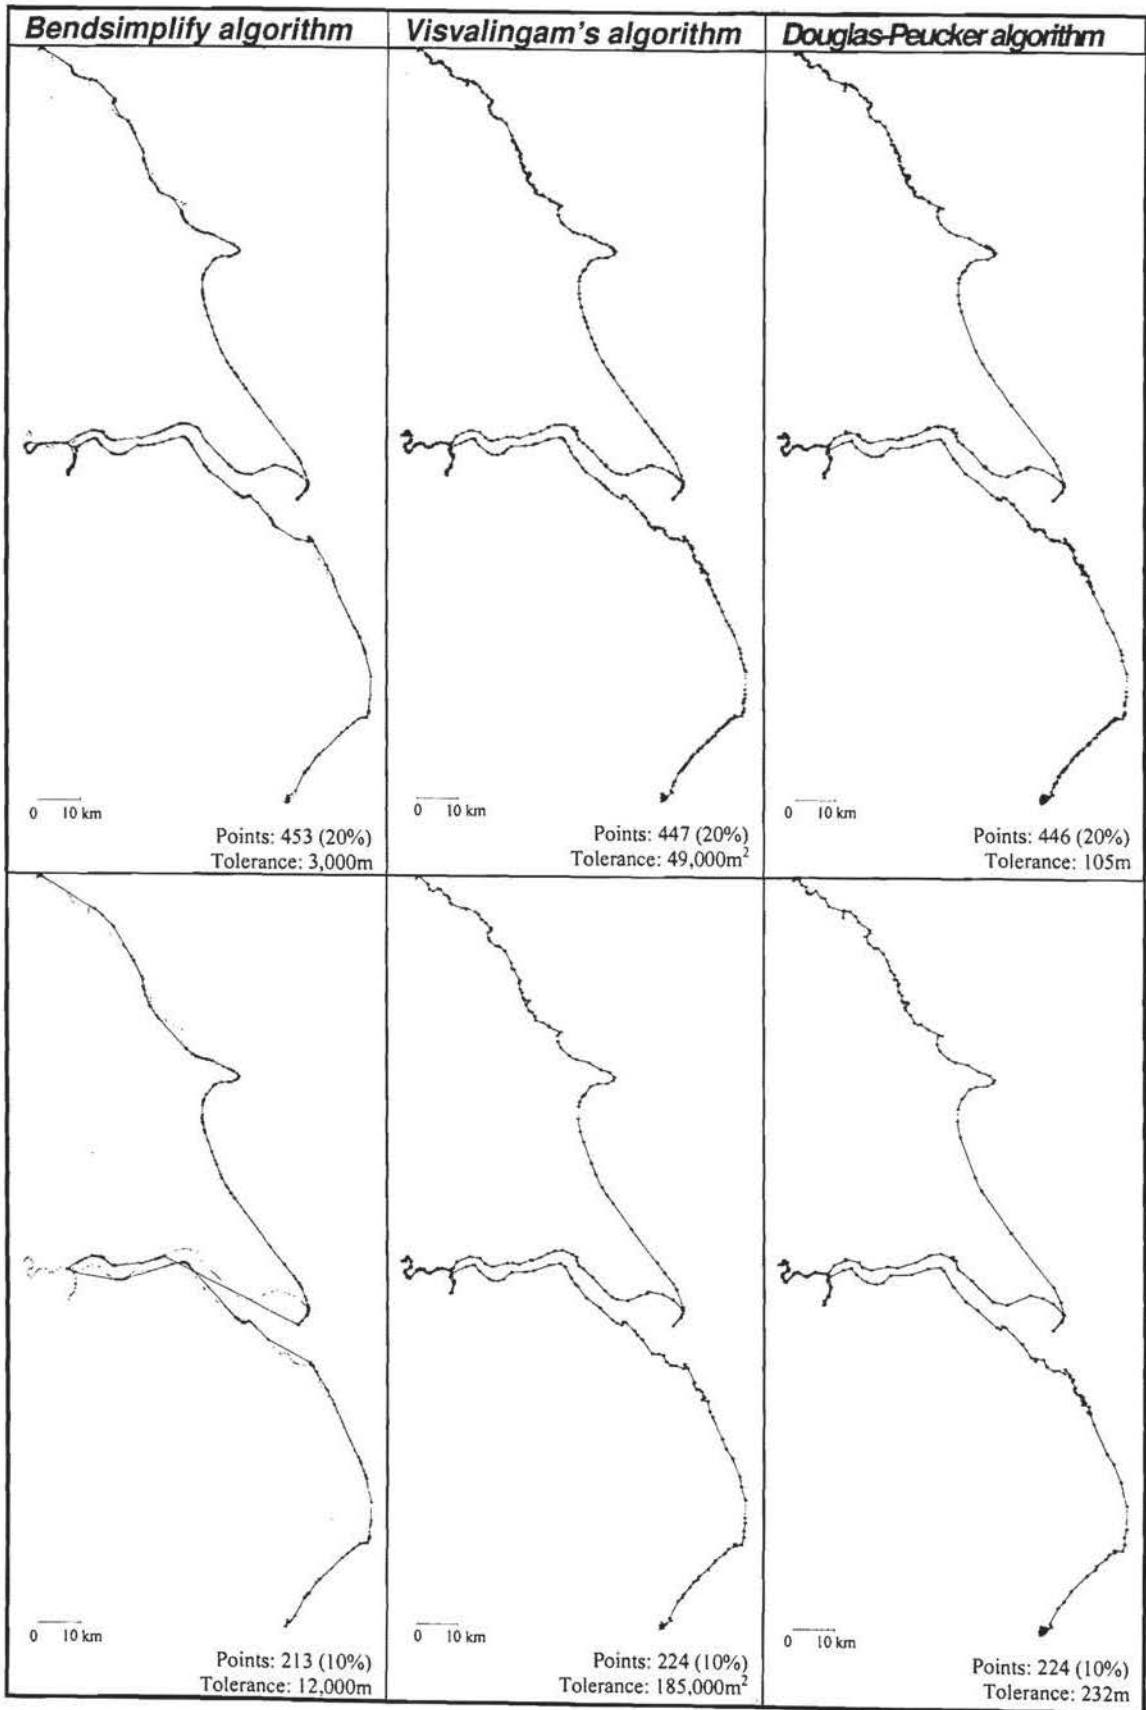 Bendsimplify algorithm
Visvalingam's algorithm
Douglas-Peucker algorithm
0 10 km
Points: 453 (20%)
Tolerance: 3,000m
0 10 km
Points: 447 (20%)
Tolerance: 49,000m²
0 10 km
Points: 446 (20%)
Tolerance: 105m
0 10 km
Points: 213 (10%)
Tolerance: 12,000m
0 10 km
Points: 224 (10%)
Tolerance: 185,000m²
0 10 km
Points: 224 (10%)
Tolerance: 232m